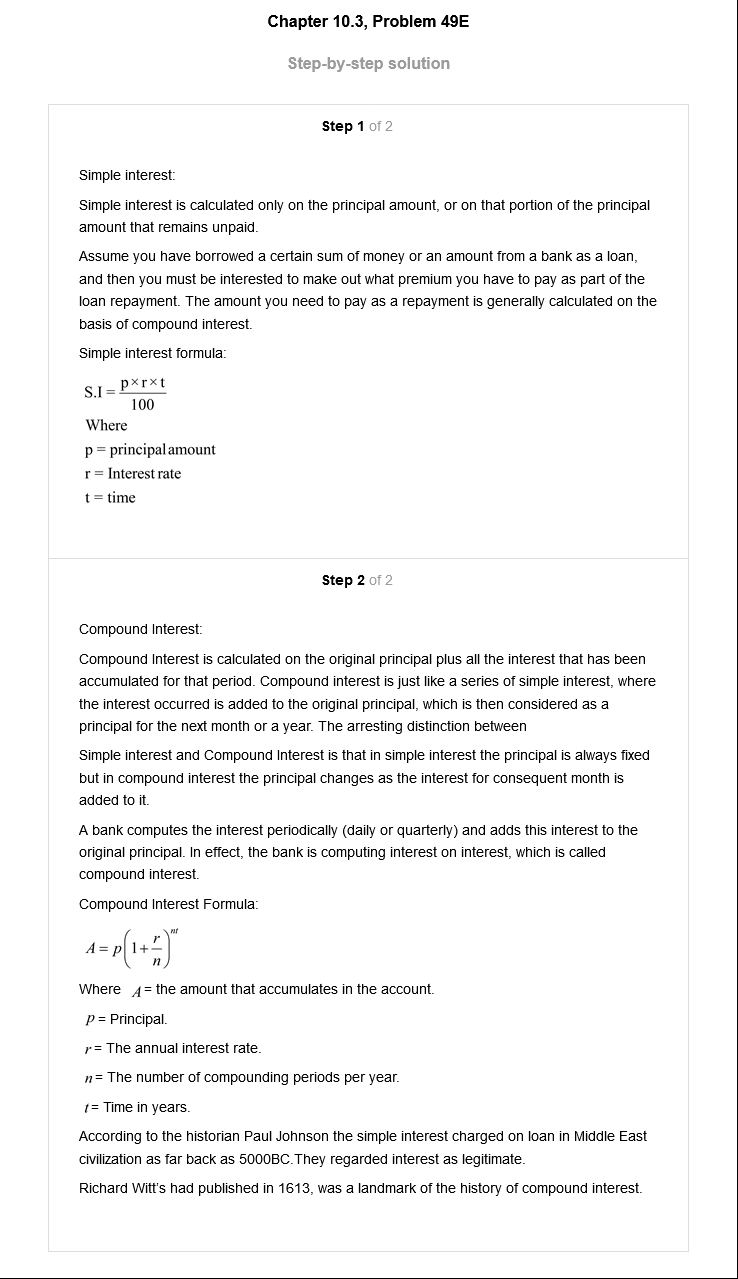 Chapter 10.3, Problem 49E
Step-by-step solution
Step 1 of 2
Simple interest:
Simple interest is calculated only on the principal amount, or on that portion of the principal
amount that remains unpaid.
Assume you have borrowed a certain sum of money or an amount from a bank as a loan,
and then you must be interested to make out what premium you have to pay as part of the
loan repayment. The amount you need to pay as a repayment is generally calculated on the
basis of compound interest.
Simple interest formula:
S.I = p×r×t / 100
Where
p = principal amount
r = Interest rate
t = time
Step 2 of 2
Compound Interest:
Compound Interest is calculated on the original principal plus all the interest that has been
accumulated for that period. Compound interest is just like a series of simple interest, where
the interest occurred is added to the original principal, which is then considered as a
principal for the next month or a year. The arresting distinction between
Simple interest and Compound Interest is that in simple interest the principal is always fixed
but in compound interest the principal changes as the interest for consequent month is
added to it.
A bank computes the interest periodically (daily or quarterly) and adds this interest to the
original principal. In effect, the bank is computing interest on interest, which is called
compound interest.
Compound Interest Formula:
A = p(1+r/n)^nt
Where A = the amount that accumulates in the account.
p = Principal.
r = The annual interest rate.
n = The number of compounding periods per year.
t = Time in years.
According to the historian Paul Johnson the simple interest charged on loan in Middle East
civilization as far back as 5000BC.They regarded interest as legitimate.
Richard Witt's had published in 1613, was a landmark of the history of compound interest.